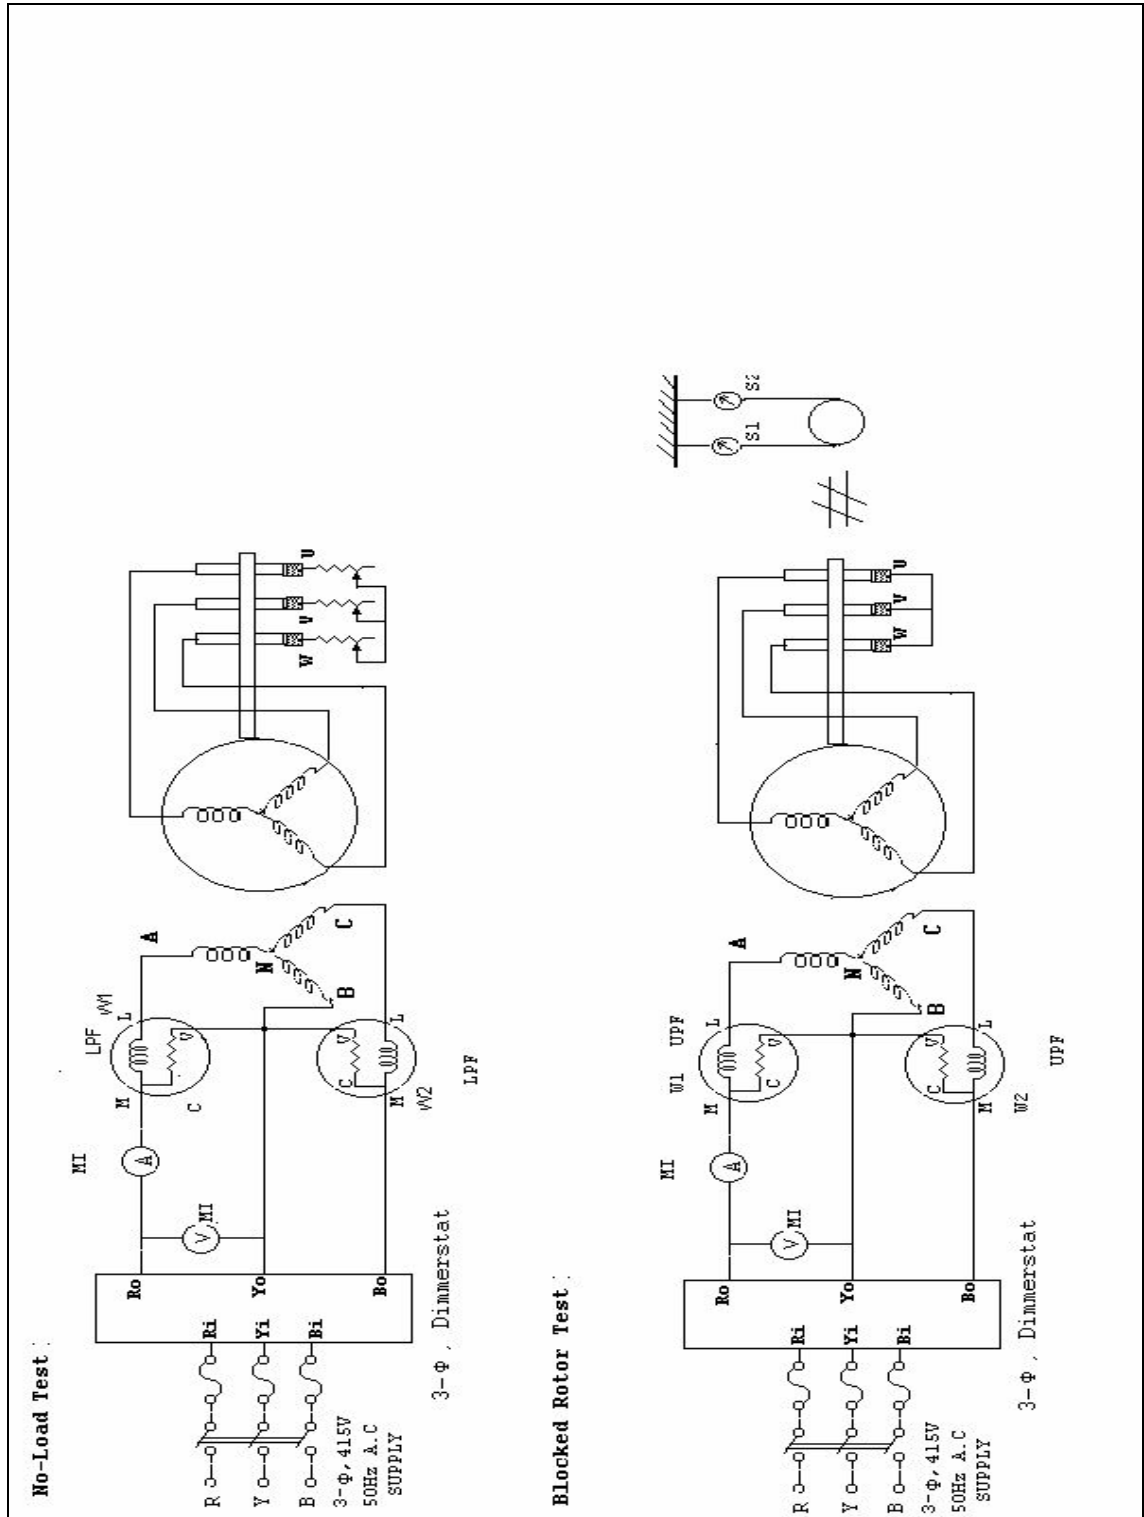 No-Load Test :
R
Y
B
3-Φ,415V
50Hz A.C
SUPPLY
Ri
Yi
Bi
Ro
Yo
Bo
3-Φ, Dimmerstat
V
MI
MI
A
M
C
LPF
W1
L
V
A
N
B
C
M
W2
C
V
L
LPF
W
V
U
Blocked Rotor Test :
R
Y
B
3-Φ,415V
50Hz A.C
SUPPLY
Ri
Yi
Bi
Ro
Yo
Bo
3-Φ, Dimmerstat
V
MI
MI
A
M
C
W1
UPF
L
V
A
N
B
C
M
W2
C
V
L
UPF
W
V
U
S1
S2